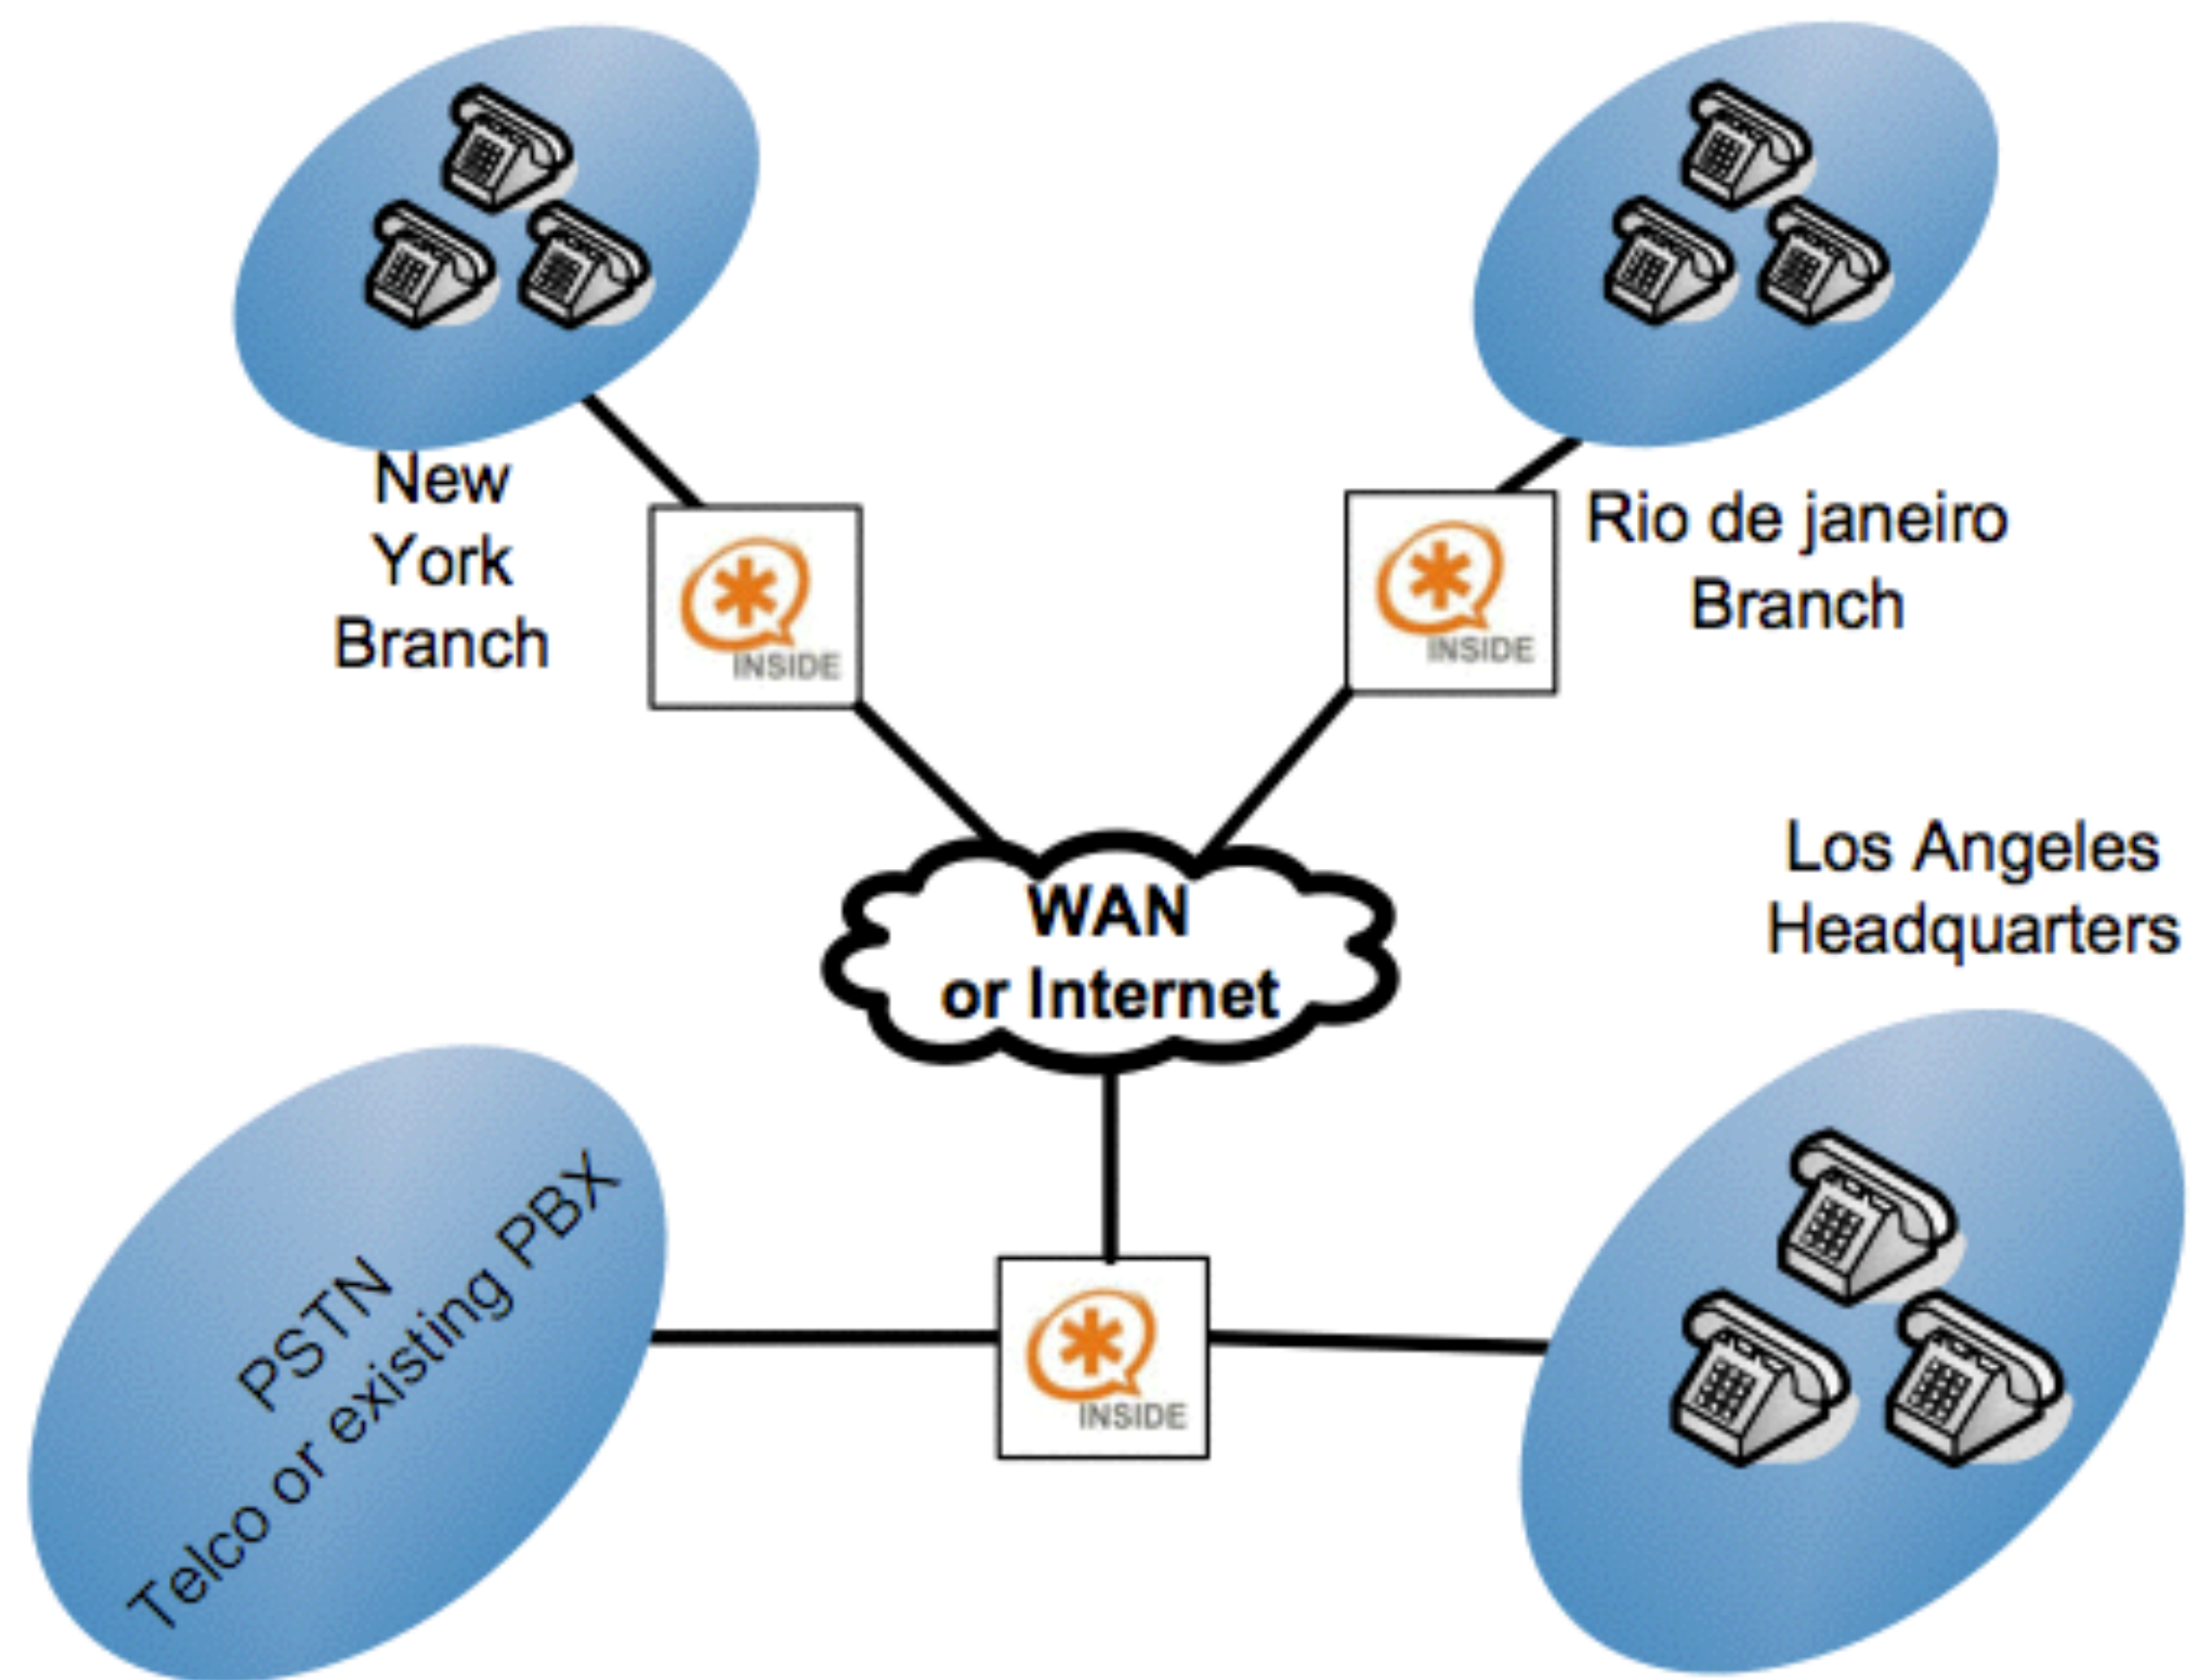 New
York
Branch
INSIDE
INSIDE
Rio de janeiro
Branch
WAN
or Internet
Los Angeles
Headquarters
PSTN
Telco or existing PBX
INSIDE